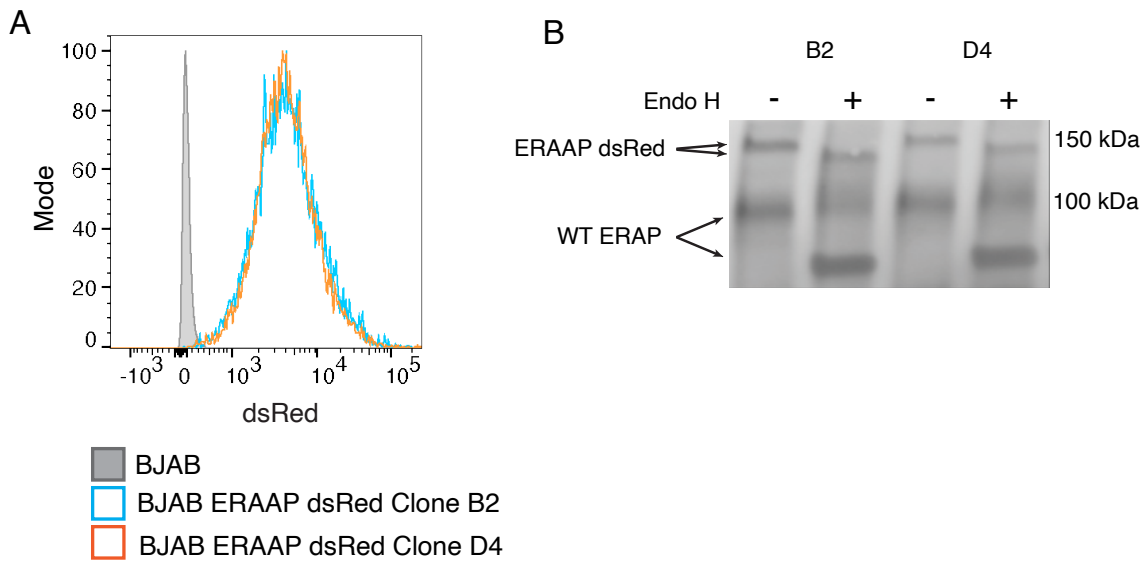 A
100
80
60
40
20
0
Mode
-10³ 0 10³ 10⁴ 10⁵
dsRed
BJAB
BJAB ERAAP dsRed Clone B2
BJAB ERAAP dsRed Clone D4
B
B2 D4
Endo H - + - +
ERAAP dsRed
WT ERAP
150 kDa
100 kDa